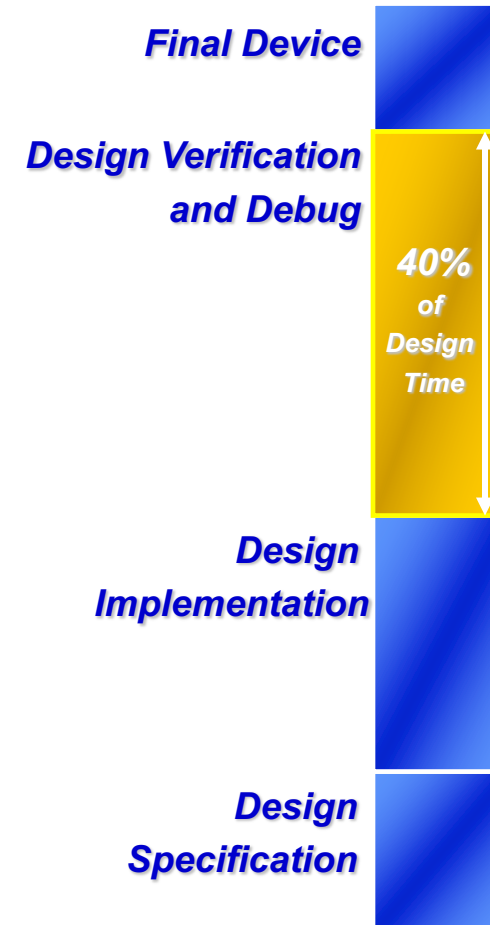 Final Device
Design Verification
and Debug
40%
of
Design
Time
Design
Implementation
Design
Specification